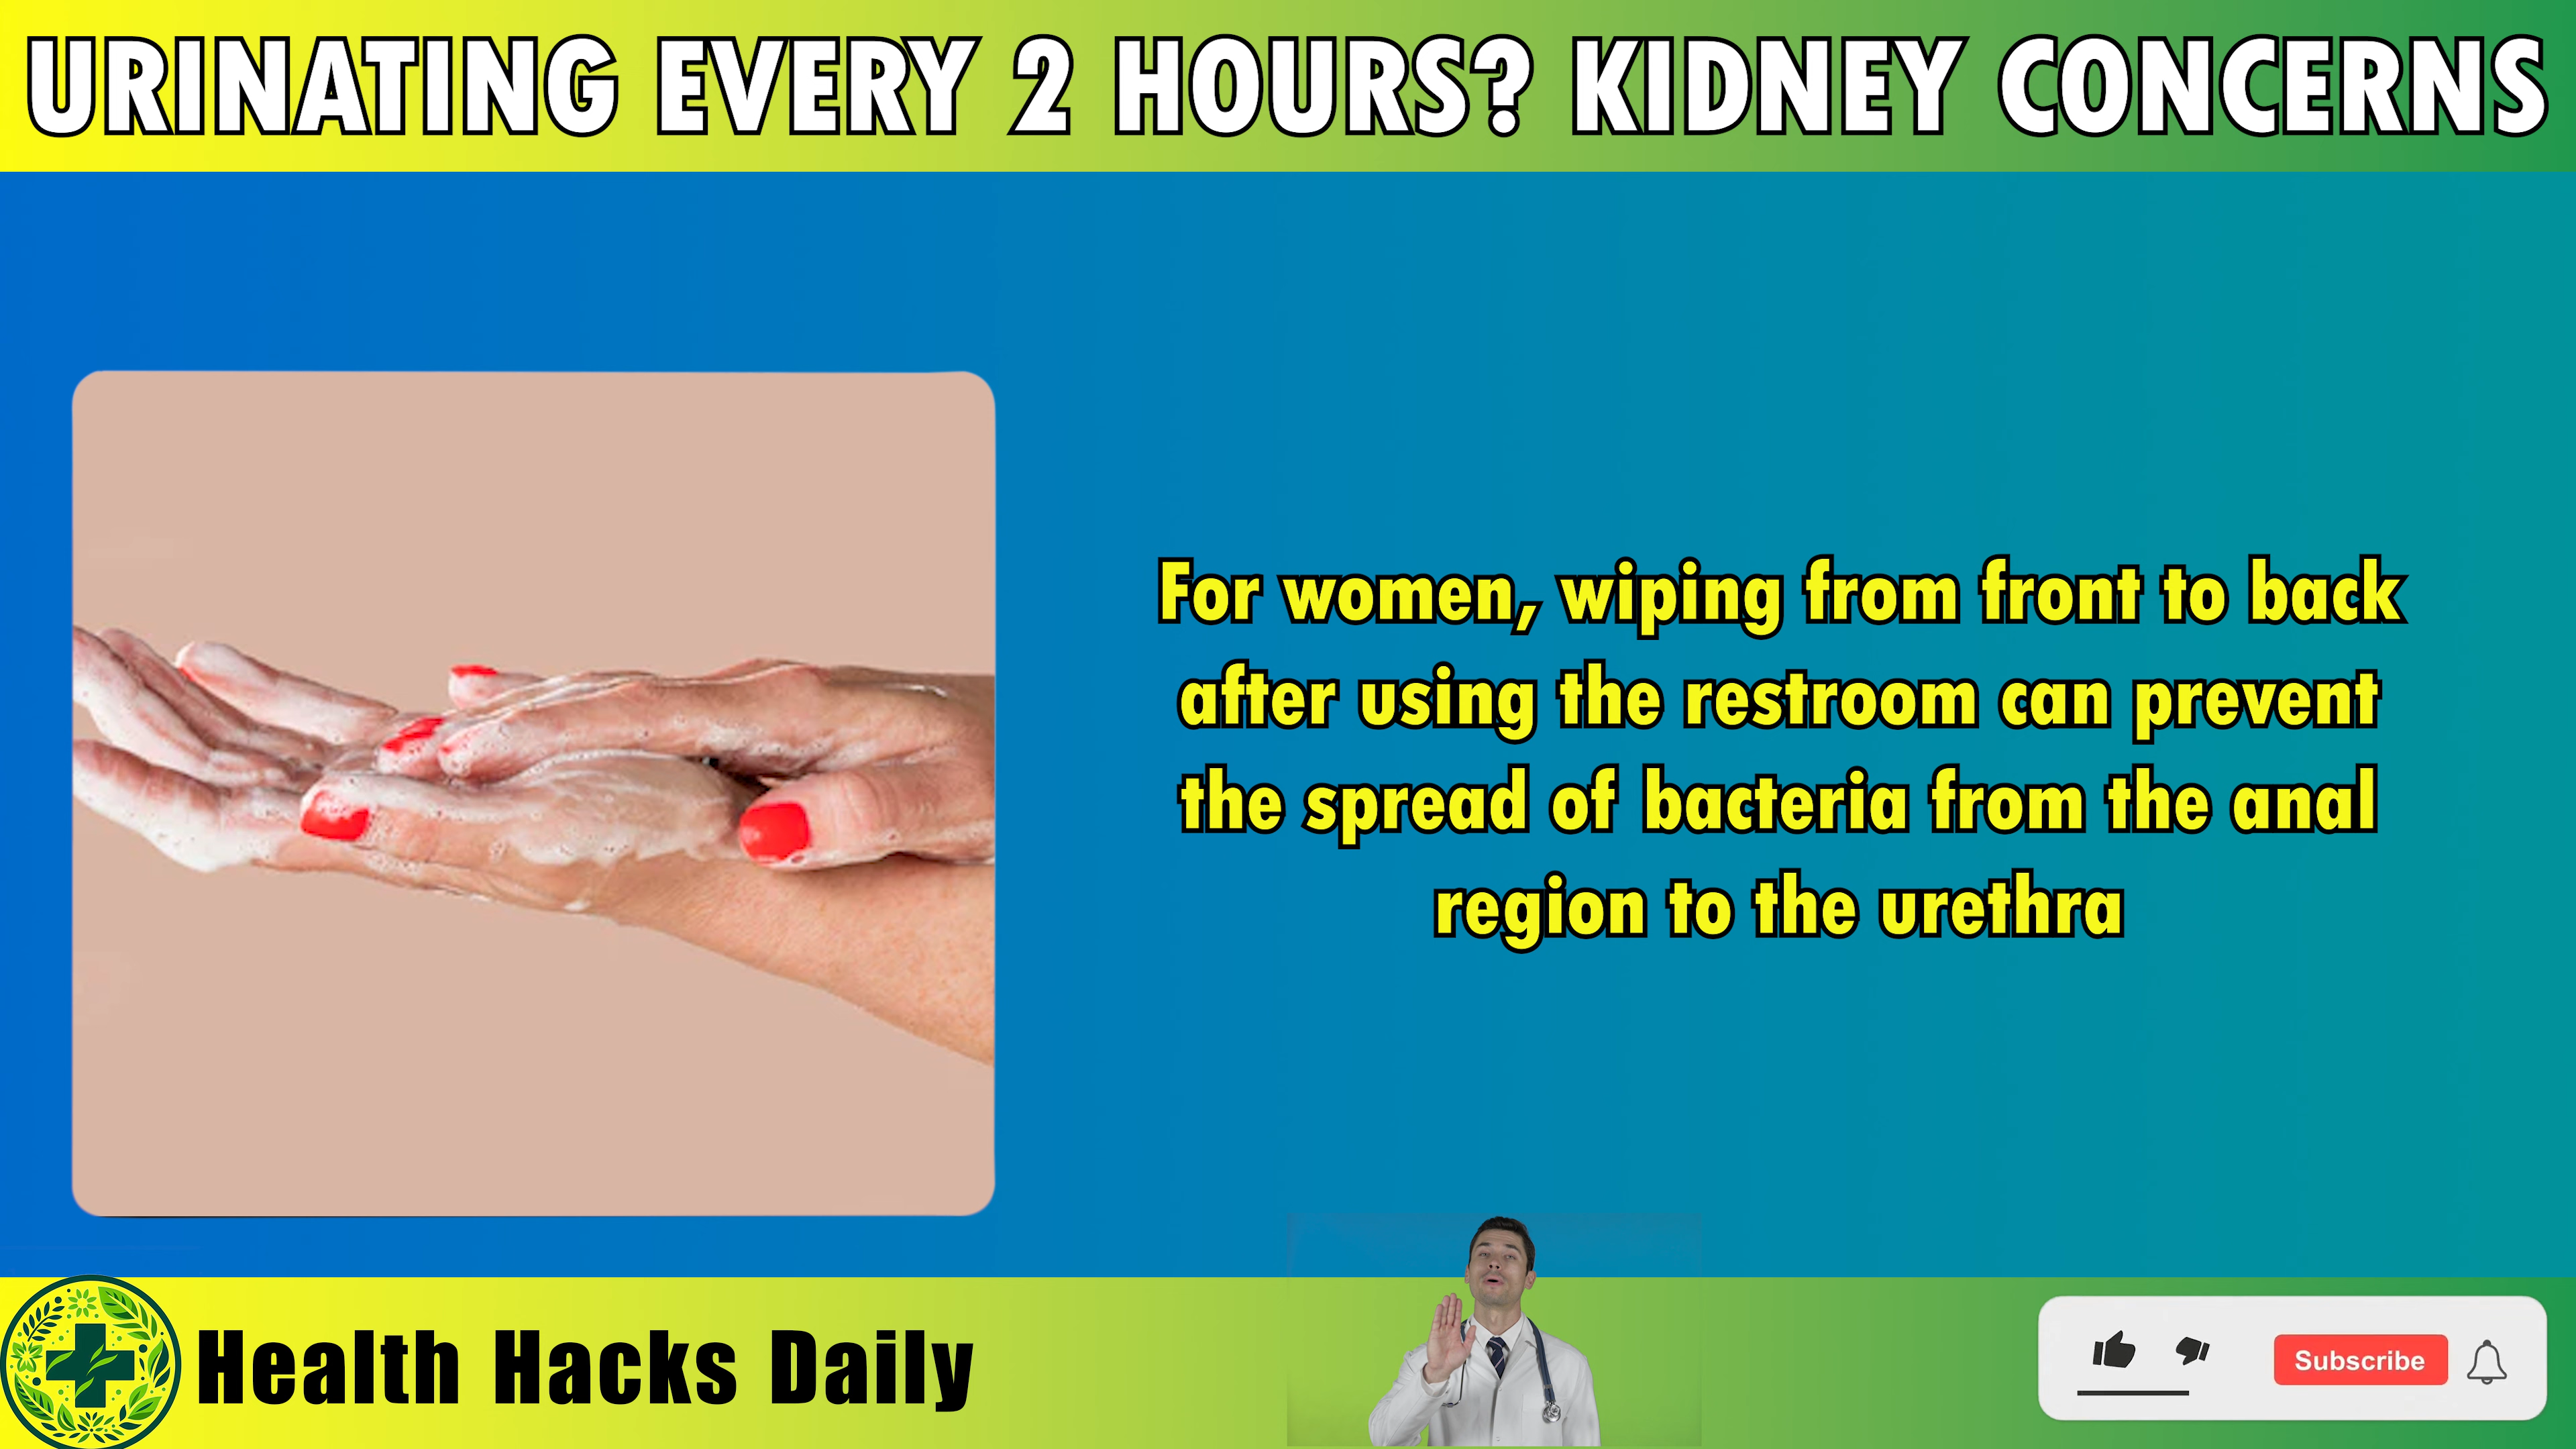 URINATING EVERY 2 HOURS? KIDNEY CONCERNS
For women, wiping from front to back
after using the restroom can prevent
the spread of bacteria from the anal
region to the urethra
Health Hacks Daily
Subscribe